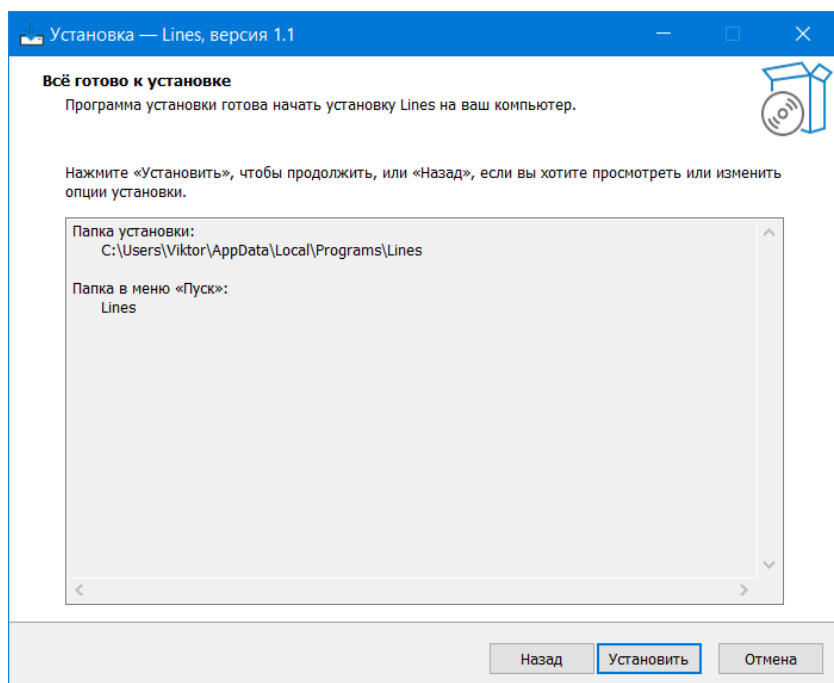 Установка — Lines, версия 1.1
Всё готово к установке
Программа установки готова начать установку Lines на ваш компьютер.
Нажмите «Установить», чтобы продолжить, или «Назад», если вы хотите просмотреть или изменить
опции установки.
Папка установки:
C:\Users\Viktor\AppData\Local\Programs\Lines
Папка в меню «Пуск»:
Lines
Назад
Установить
Отмена